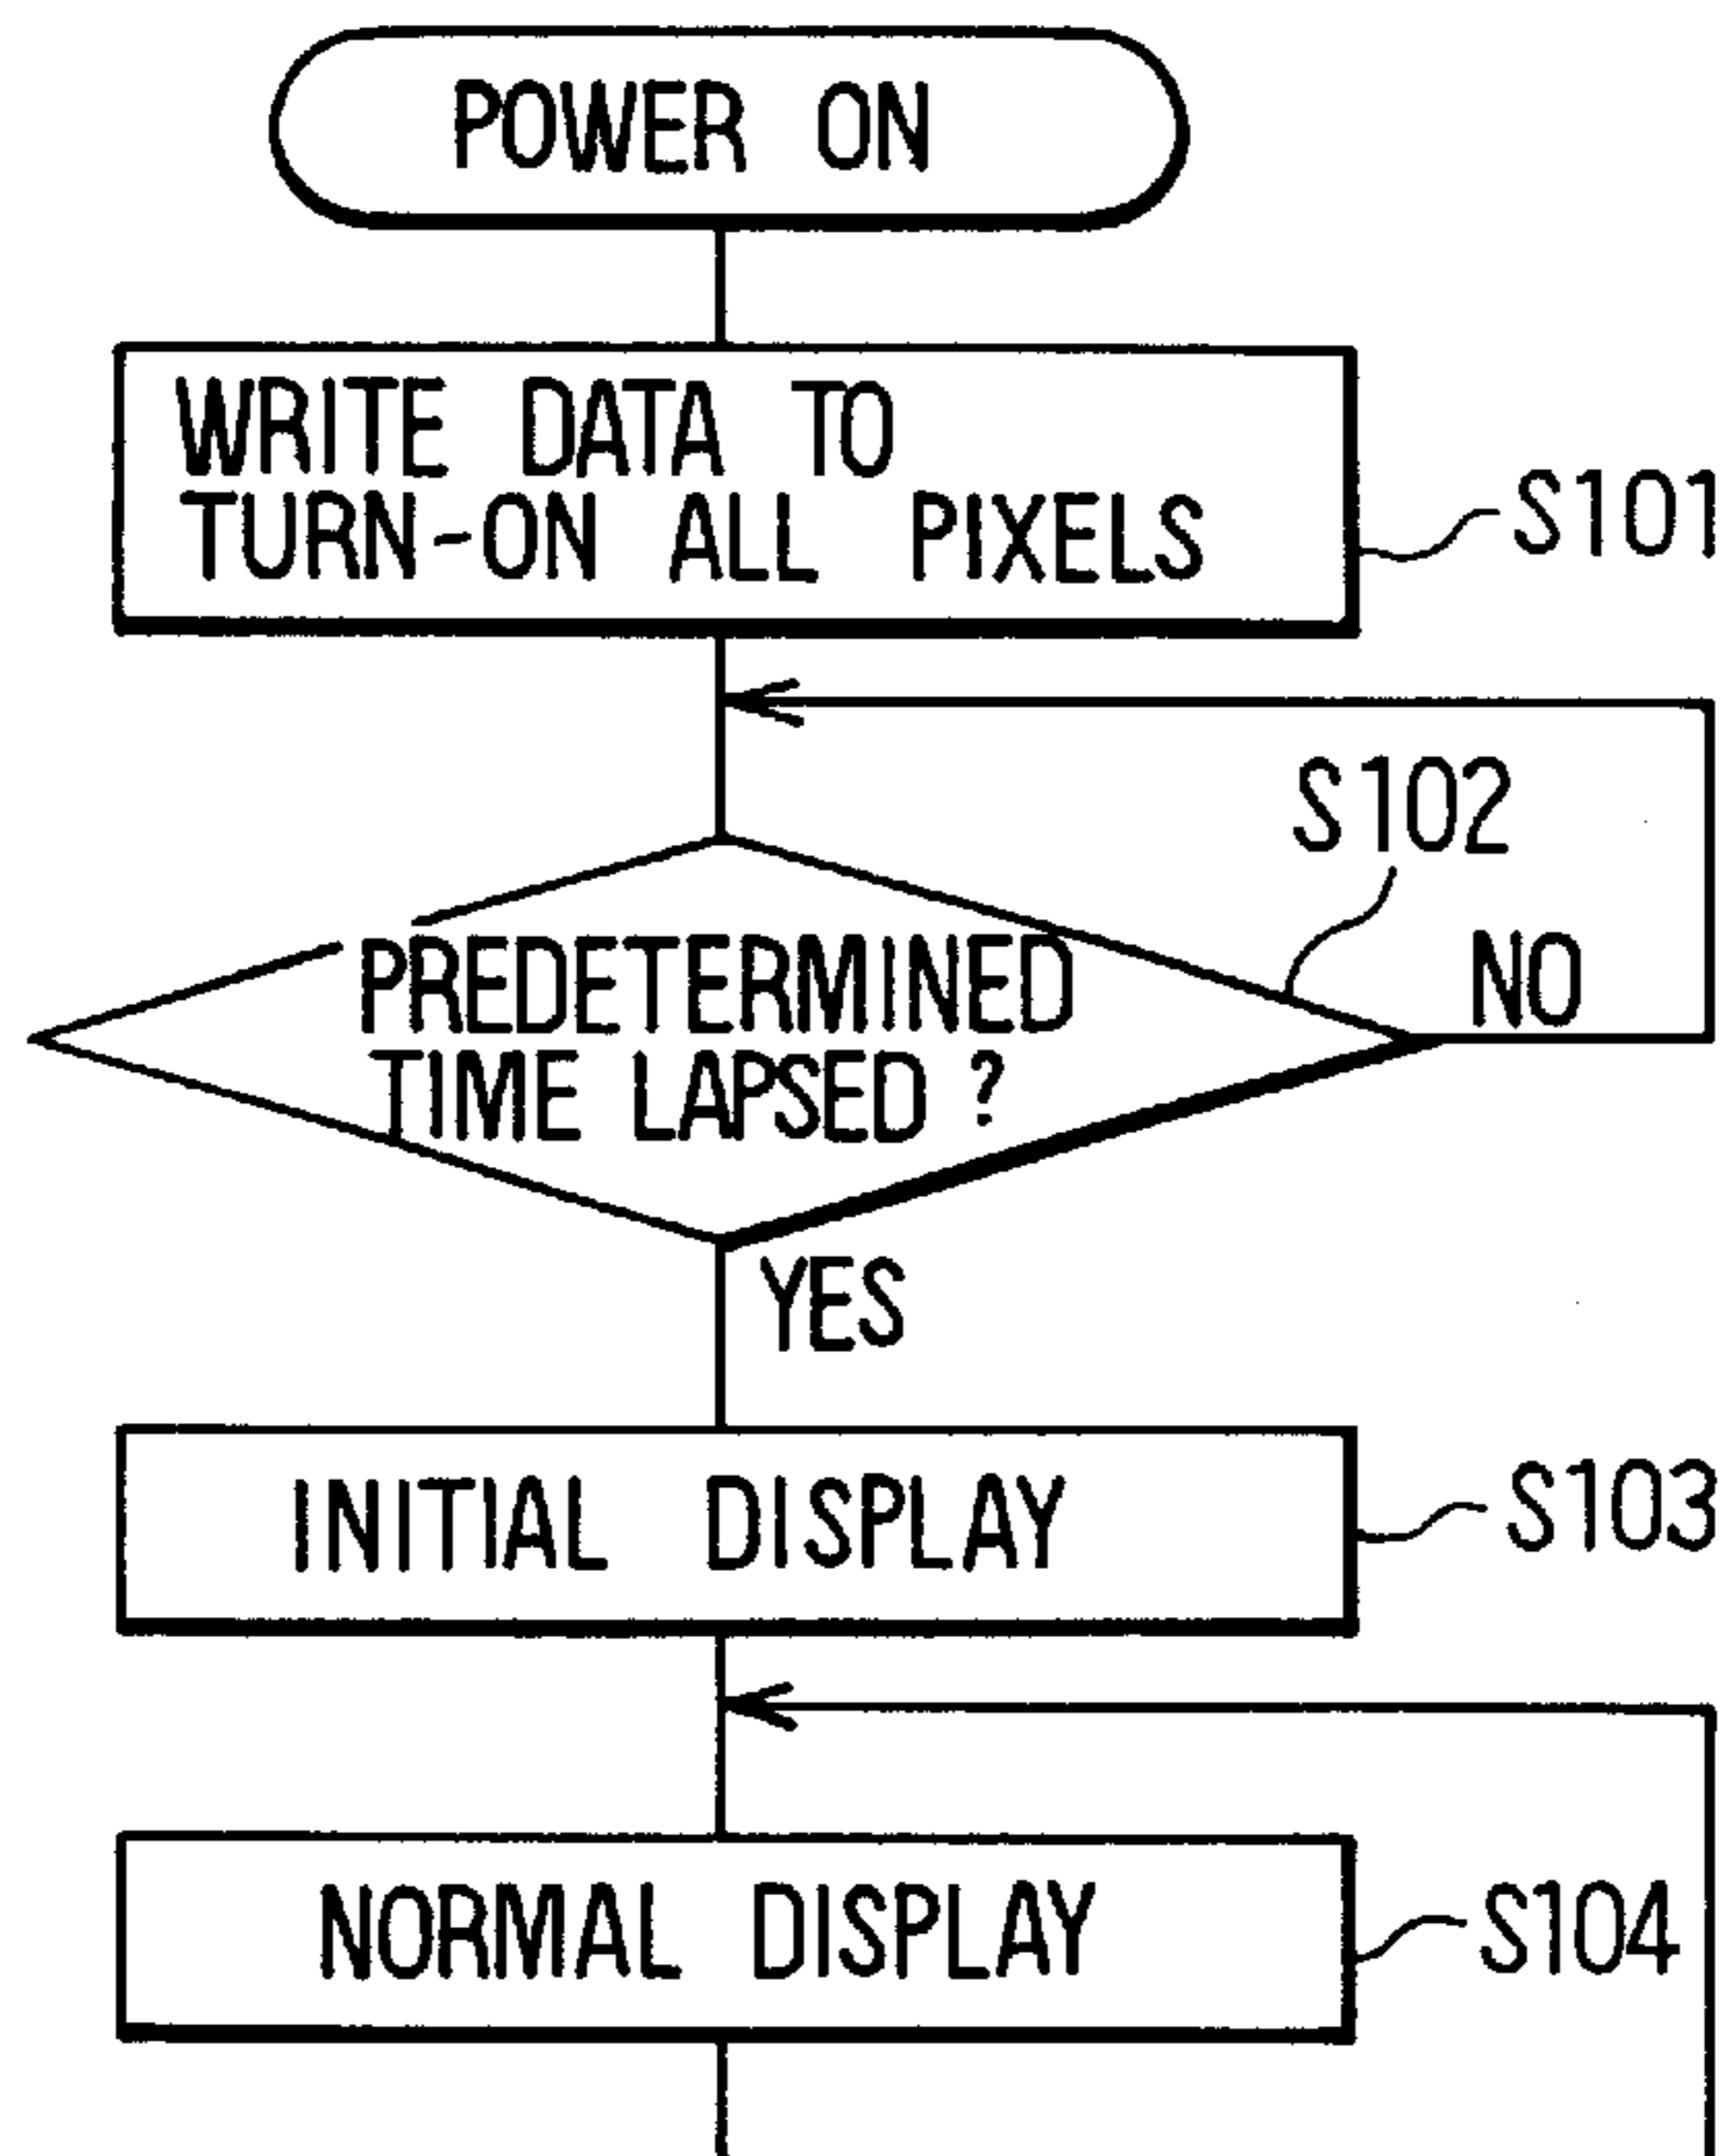 POWER ON
WRITE DATA TO
TURN-ON ALL PIXELS
S101
S102
PREDETERMINED
TIME LAPSED ?
NO
YES
INITIAL DISPLAY
S103
NORMAL DISPLAY
S104